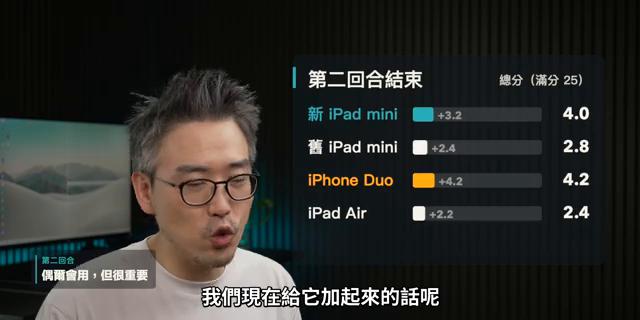 第二回合結束
總分（滿分 25）
新 iPad mini +3.2 4.0
舊 iPad mini +2.4 2.8
iPhone Duo +4.2 4.2
iPad Air +2.2 2.4
第二回合
偶爾會用，但很重要
我們現在給它加起來的話呢